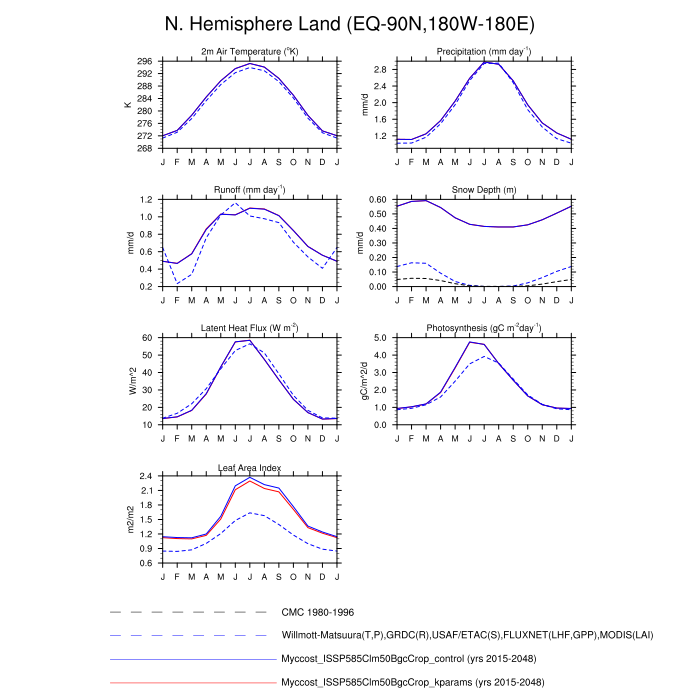 N. Hemisphere Land (EQ-90N,180W-180E)
2m Air Temperature (°K)
Precipitation (mm day⁻¹)
296
292
288
284
280
276
272
268
K
J F M A M J J A S O N D J
2.8
2.4
2.0
1.6
1.2
mm/d
J F M A M J J A S O N D J
Runoff (mm day⁻¹)
Snow Depth (m)
1.2
1.0
0.8
0.6
0.4
0.2
mm/d
J F M A M J J A S O N D J
0.60
0.50
0.40
0.30
0.20
0.10
0.00
mm/d
J F M A M J J A S O N D J
Latent Heat Flux (W m⁻²)
Photosynthesis (gC m⁻²day⁻¹)
60
50
40
30
20
10
W/m^2
J F M A M J J A S O N D J
5.0
4.0
3.0
2.0
1.0
0.0
gC/m^2/d
J F M A M J J A S O N D J
Leaf Area Index
2.4
2.1
1.8
1.5
1.2
0.9
0.6
m2/m2
J F M A M J J A S O N D J
CMC 1980-1996
Willmott-Matsuura(T,P),GRDC(R),USAF/ETAC(S),FLUXNET(LHF,GPP),MODIS(LAI)
Myccost_ISSP585Clm50BgcCrop_control (yrs 2015-2048)
Myccost_ISSP585Clm50BgcCrop_kparams (yrs 2015-2048)